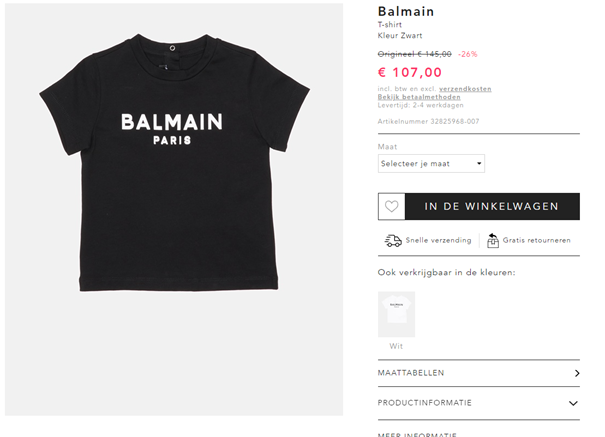 BALMAIN
PARIS
Balmain
T-shirt
Kleur Zwart
Origineel € 145,00 -26%
€ 107,00
incl. btw en excl. verzendkosten
Bekijk betaalmethoden
Levertijd: 2-4 werkdagen
Artikelnummer 32825968-007
Maat
Selecteer je maat
IN DE WINKELWAGEN
Snelle verzending
Gratis retourneren
Ook verkrijgbaar in de kleuren:
BALMAIN
Wit
MAATTABELLEN
PRODUCTINFORMATIE
MEER INFORMATIE